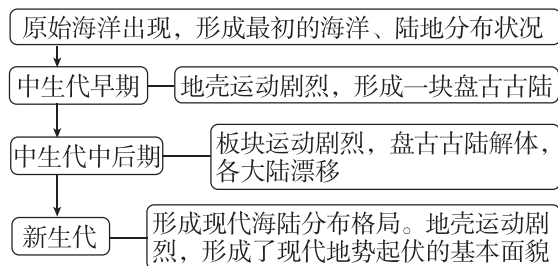 原始海洋出现，形成最初的海洋、陆地分布状况
中生代早期
地壳运动剧烈，形成一块盘古古陆
中生代中后期
板块运动剧烈，盘古古陆解体，
各大陆漂移
新生代
形成现代海陆分布格局。地壳运动剧
烈，形成了现代地势起伏的基本面貌